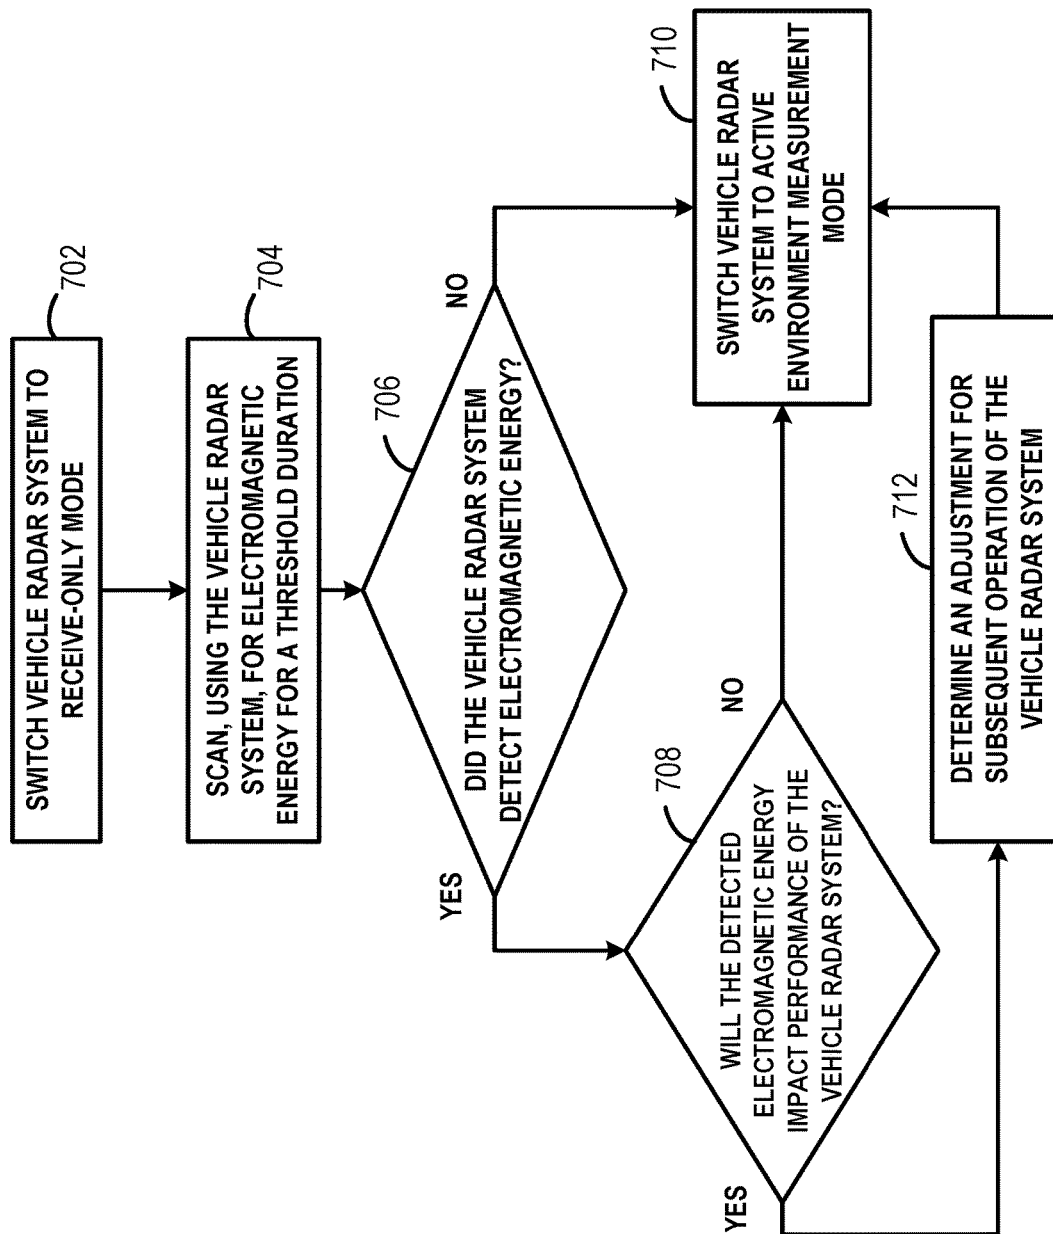 702
SWITCH VEHICLE RADAR SYSTEM TO
RECEIVE-ONLY MODE
704
SCAN, USING THE VEHICLE RADAR
SYSTEM, FOR ELECTROMAGNETIC
ENERGY FOR A THRESHOLD DURATION
706
DID THE VEHICLE RADAR SYSTEM
DETECT ELECTROMAGNETIC ENERGY?
YES
NO
708
WILL THE DETECTED
ELECTROMAGNETIC ENERGY
IMPACT PERFORMANCE OF THE
VEHICLE RADAR SYSTEM?
YES
NO
710
SWITCH VEHICLE RADAR
SYSTEM TO ACTIVE
ENVIRONMENT MEASUREMENT
MODE
712
DETERMINE AN ADJUSTMENT FOR
SUBSEQUENT OPERATION OF THE
VEHICLE RADAR SYSTEM